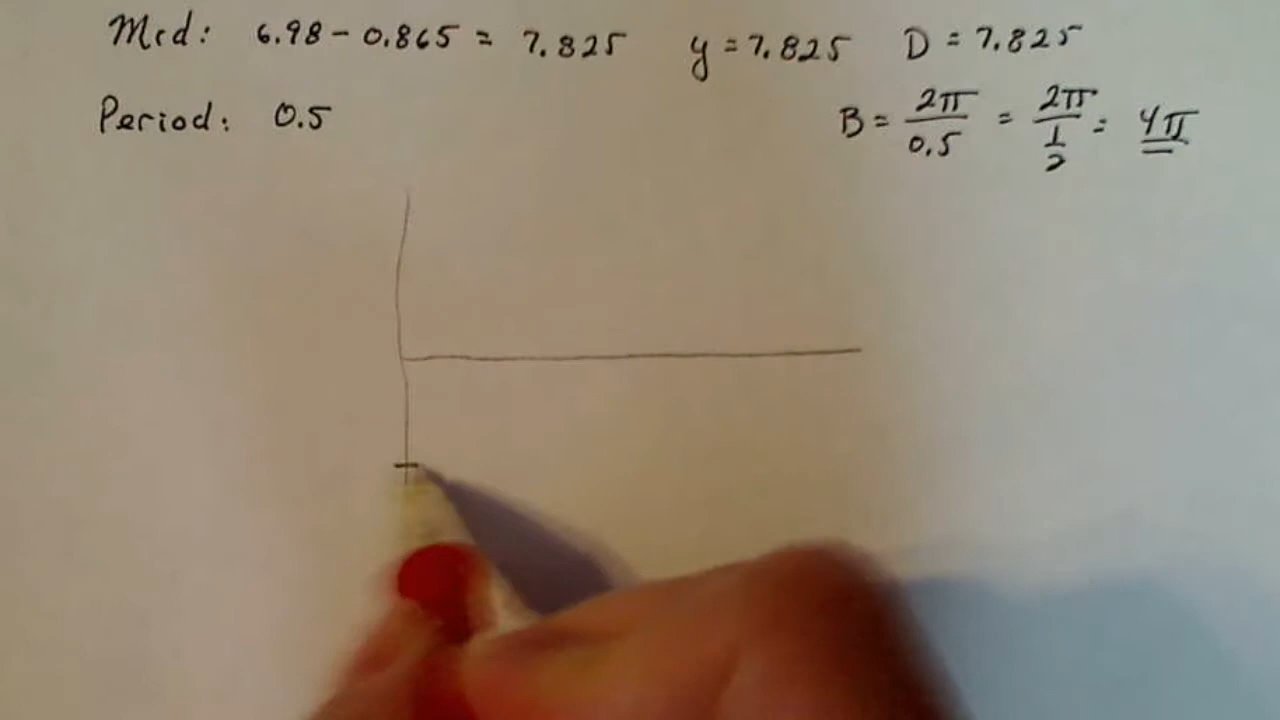 Mid: 6.98 - 0.865 = 7.825 y = 7.825 D = 7.825
Period: 0.5 B = 2π/0.5 = 2π/(1/2) = 4π